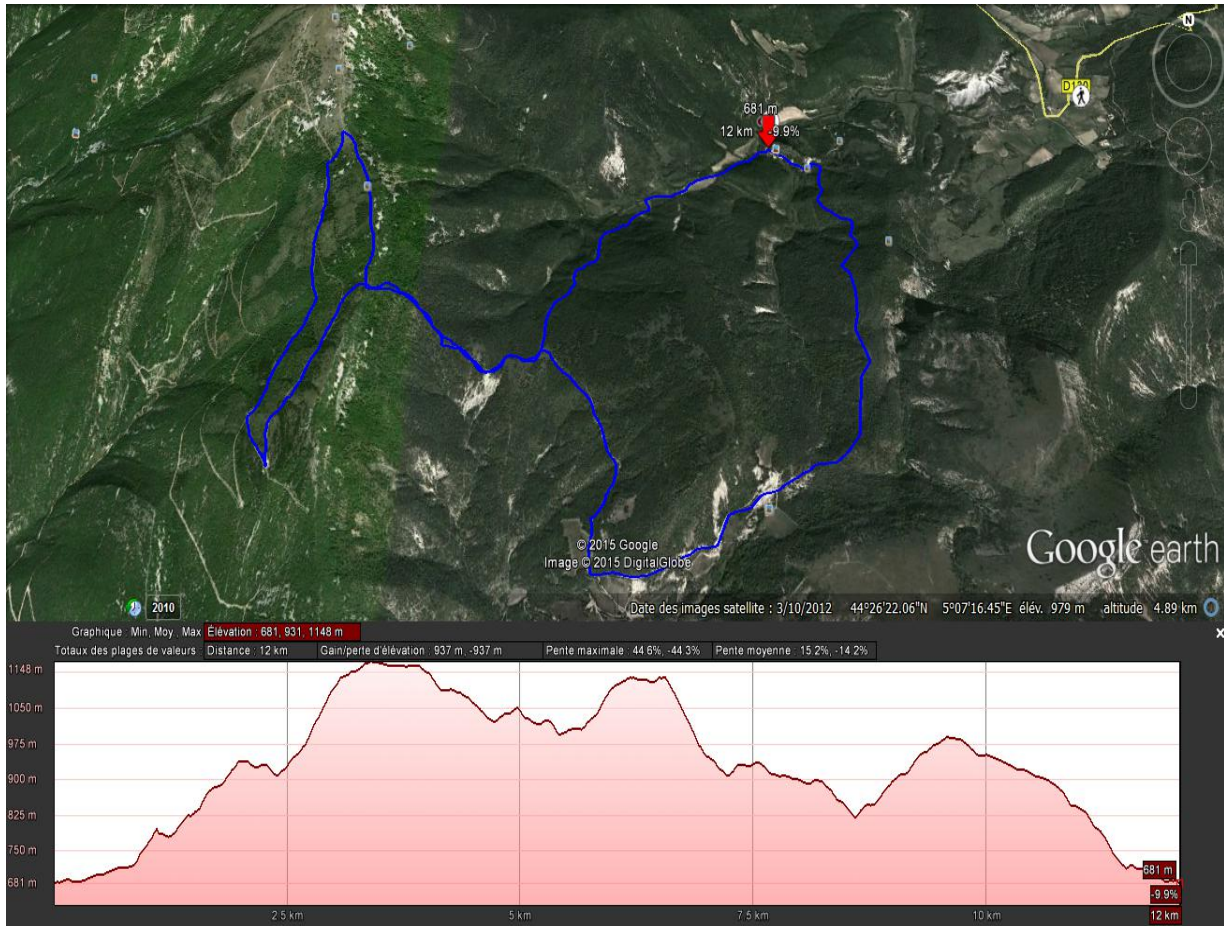 N
D130
681 m
12 km -9.9%
© 2015 Google
Image © 2015 DigitalGlobe
Google earth
2010
Date des images satellite : 3/10/2012 44°26'22.06"N 5°07'16.45"E élév. 979 m altitude 4.89 km
Graphique : Min, Moy., Max Élévation : 681, 931, 1148 m
x
Totaux des plages de valeurs : Distance : 12 km Gain/perte d'élévation : 937 m, -937 m Pente maximale : 44.6%, -44.3% Pente moyenne : 15.2%, -14.2%
1148 m
1050 m
975 m
900 m
825 m
750 m
681 m
681 m
-9.9%
2.5 km
5 km
7.5 km
10 km
12 km